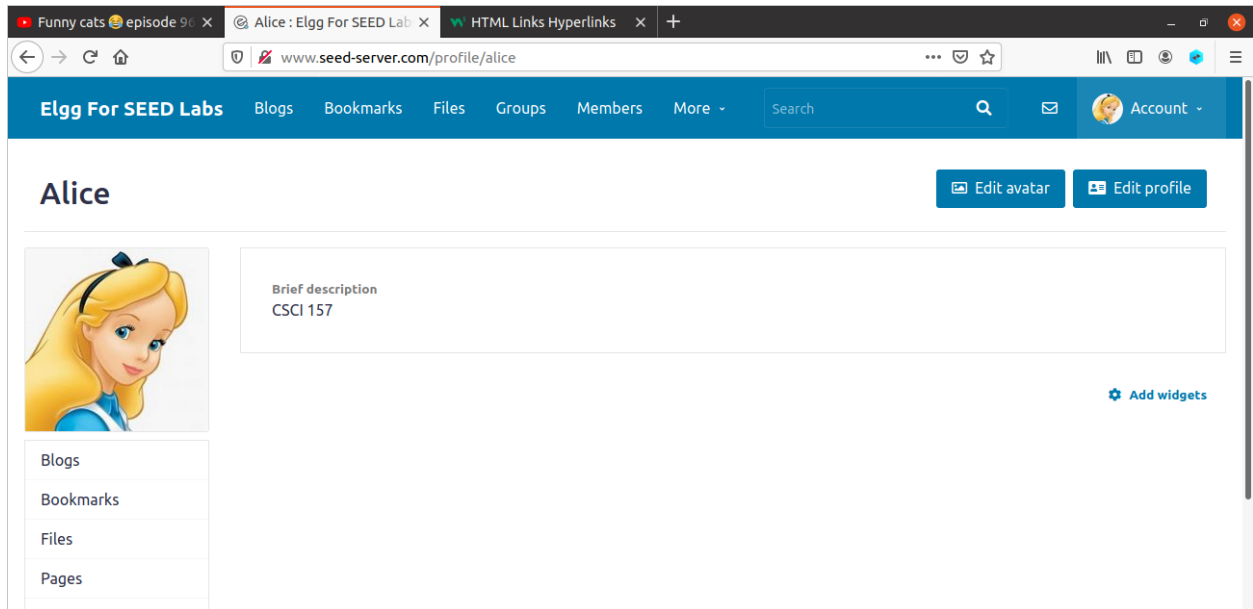 Funny cats😂episode 96
Alice : Elgg For SEED Lab
HTML Links Hyperlinks
www.seed-server.com/profile/alice
Elgg For SEED Labs
Blogs
Bookmarks
Files
Groups
Members
More
Search
Account
Alice
Edit avatar
Edit profile
Brief description
CSCI 157
Add widgets
Blogs
Bookmarks
Files
Pages